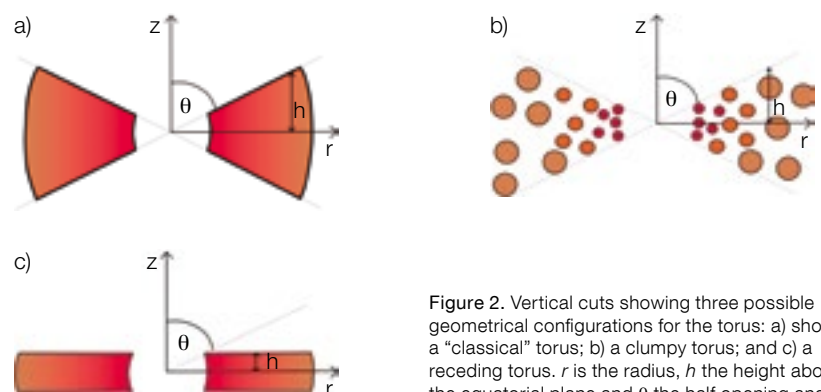 a)
z
θ
h
r
b)
z
θ
h
r
c)
z
θ
h
r
Figure 2. Vertical cuts showing three possible
geometrical configurations for the torus: a) sho
a “classical” torus; b) a clumpy torus; and c) a
receding torus. r is the radius, h the height abo
the equatorial plane and θ the half opening